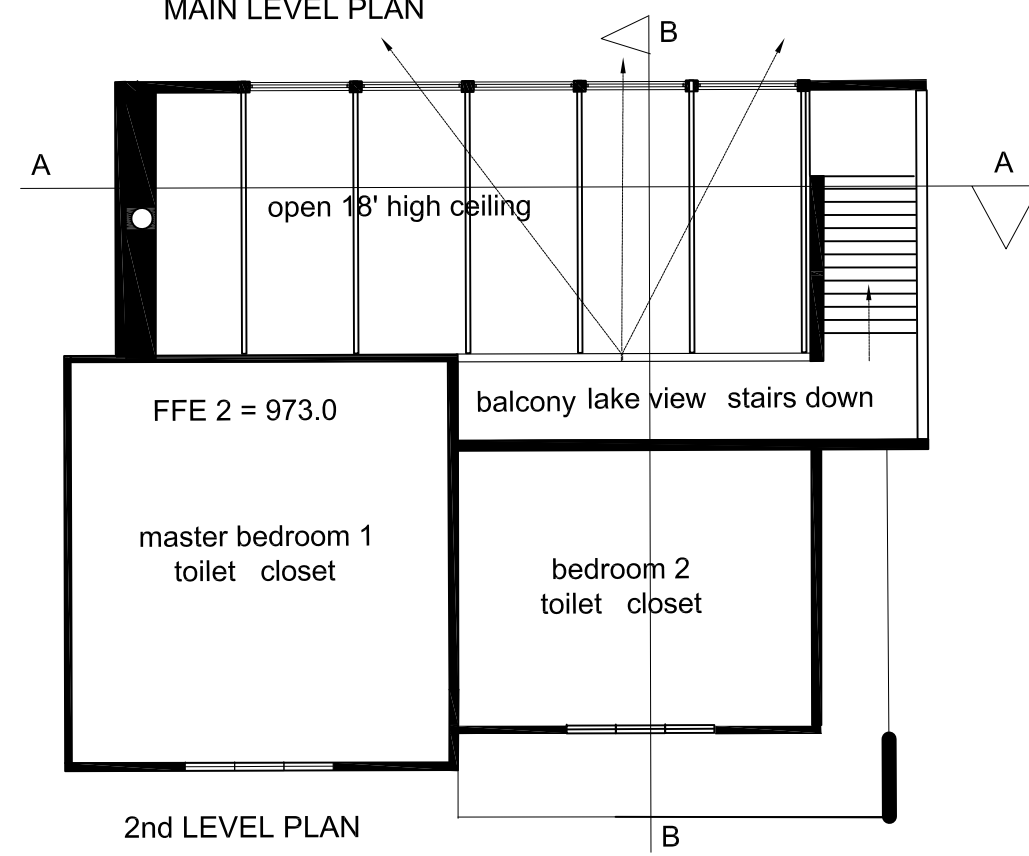 MAIN LEVEL PLAN
B
A
A
open 18' high ceiling
FFE 2 = 973.0
balcony lake view stairs down
master bedroom 1
toilet closet
bedroom 2
toilet closet
2nd LEVEL PLAN
B